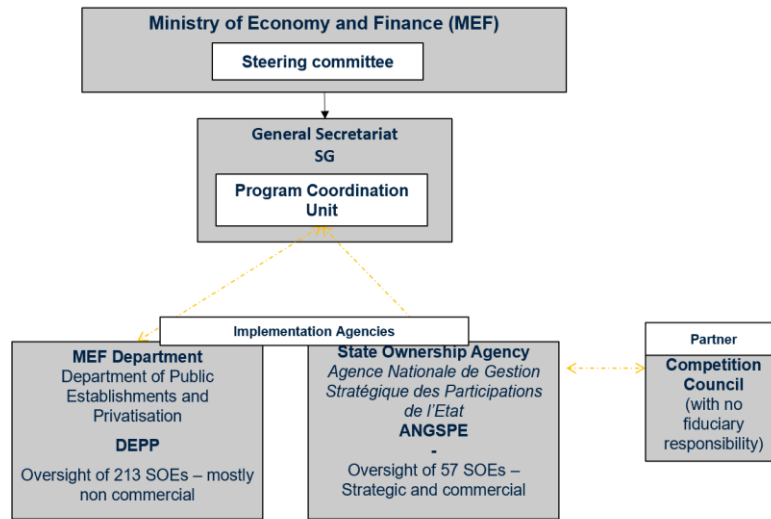 Ministry of Economy and Finance (MEF)
Steering committee
General Secretariat
SG
Program Coordination
Unit
Implementation Agencies
MEF Department
Department of Public
Establishments and
Privatisation
DEPP
Oversight of 213 SOEs – mostly
non commercial
State Ownership Agency
Agence Nationale de Gestion
Stratégique des Participations
de l'Etat
ANGSPE
-
Oversight of 57 SOEs –
Strategic and commercial
Partner
Competition
Council
(with no
fiduciary
responsibility)